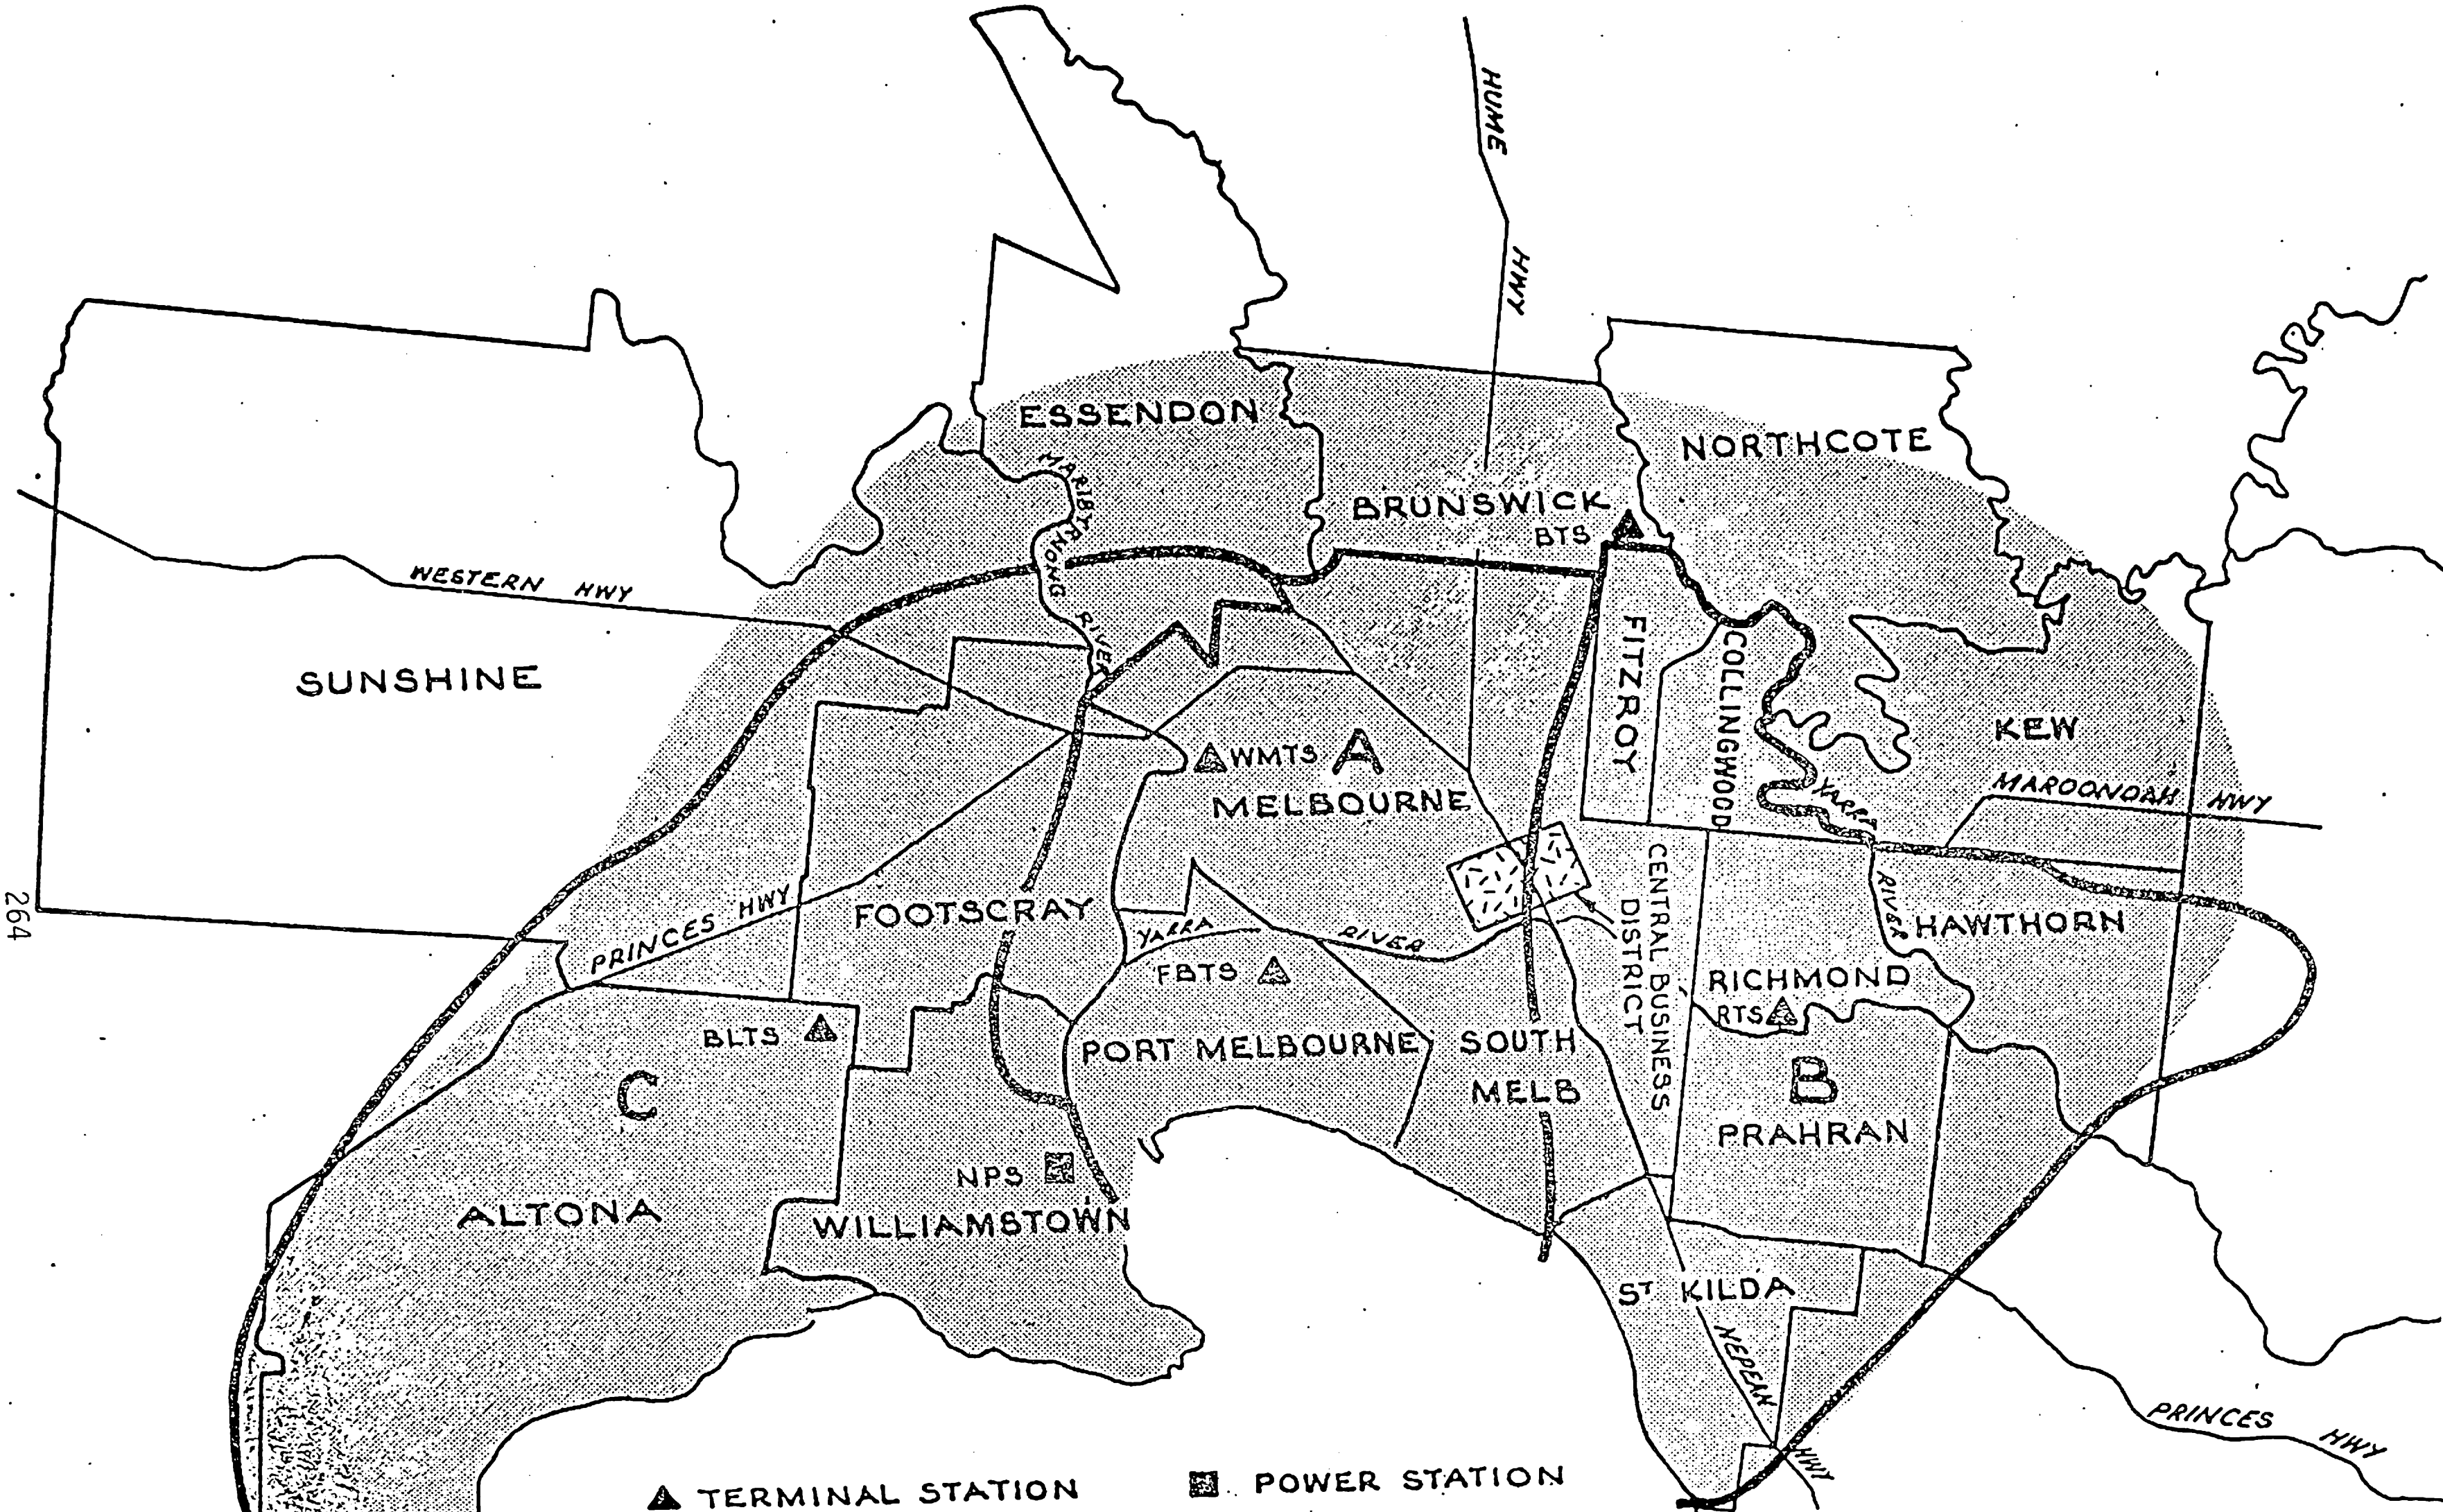 HUME
HWY
ESSENDON
NORTHCOTE
MARIBYRNONG
RIVER
BRUNSWICK
BTS
WESTERN HWY
SUNSHINE
FITZROY
COLLINGWOOD
KEW
WMTS A
MELBOURNE
YARRA
RIVER
MAROONDAH HWY
264
PRINCES HWY
FOOTSCRAY
YARRA
RIVER
CENTRAL BUSINESS
DISTRICT
HAWTHORN
FBTS
RICHMOND
RTS
BLTS
PORT MELBOURNE
SOUTH
MELB
C
B
PRAHRAN
NPS
ALTONA
WILLIAMSTOWN
ST KILDA
NEPEAN
HWY
PRINCES HWY
TERMINAL STATION
POWER STATION